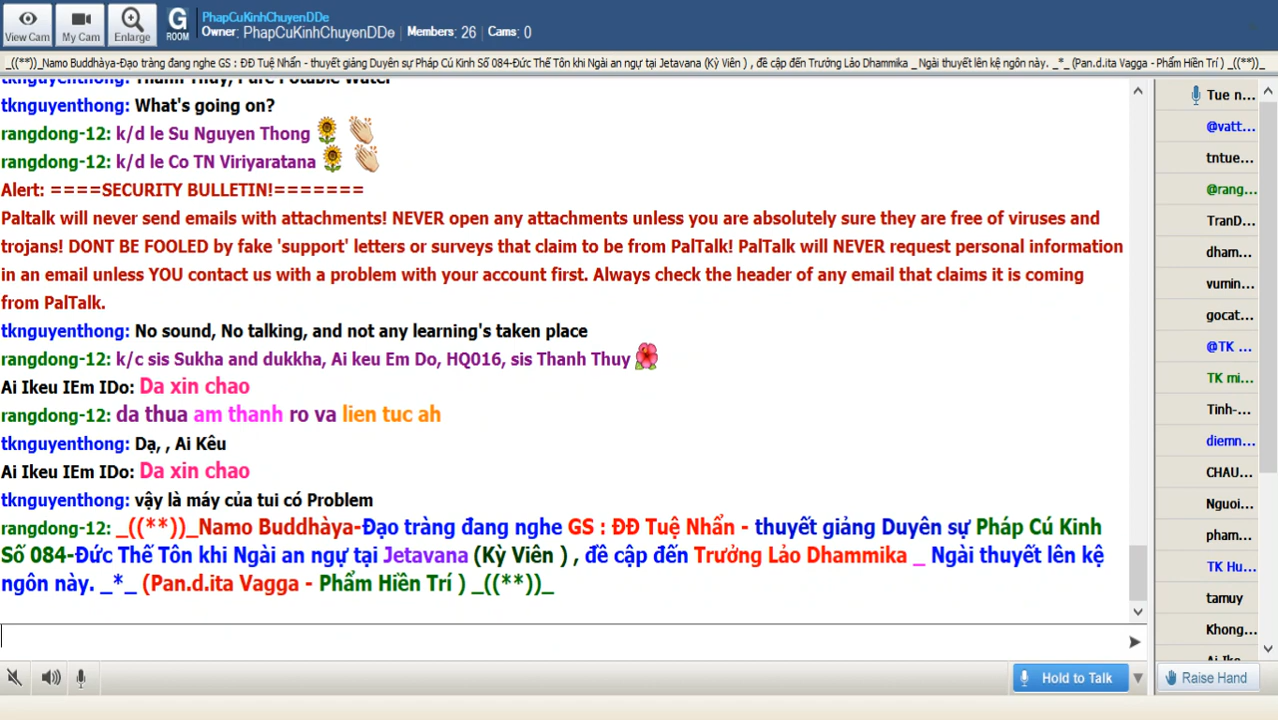 View Cam
My Cam
Enlarge
G
ROOM
PhapCuKinhChuyenDDe
Owner: PhapCuKinhChuyenDDe Members: 26 Cams: 0
_((**))_Namo Buddhàya-Đạo tràng đang nghe GS : ĐĐ Tuệ Nhẩn - thuyết giảng Duyên sự Pháp Cú Kinh Số 084-Đức Thế Tôn khi Ngài an ngự tại Jetavana (Kỳ Viên ) , đề cập đến Trưởng Lảo Dhammika _ Ngài thuyết lên kệ ngôn này. _*_ (Pan.d.ita Vagga - Phẩm Hiền Trí ) _((**))_
tknguyenthong: Thanh Thuy, Pure Potable Water
tknguyenthong: What's going on?
rangdong-12: k/d le Su Nguyen Thong
rangdong-12: k/d le Co TN Viriyaratana
Alert: ====SECURITY BULLETIN!=======
Paltalk will never send emails with attachments! NEVER open any attachments unless you are absolutely sure they are free of viruses and
trojans! DONT BE FOOLED by fake 'support' letters or surveys that claim to be from PalTalk! PalTalk will NEVER request personal information
in an email unless YOU contact us with a problem with your account first. Always check the header of any email that claims it is coming
from PalTalk.
tknguyenthong: No sound, No talking, and not any learning's taken place
rangdong-12: k/c sis Sukha and dukkha, Ai keu Em Do, HQ016, sis Thanh Thuy
Ai Ikeu IEm IDo: Da xin chao
rangdong-12: da thua am thanh ro va lien tuc ah
tknguyenthong: Dạ, , Ai Kêu
Ai Ikeu IEm IDo: Da xin chao
tknguyenthong: vậy là máy của tui có Problem
rangdong-12: _((**))_Namo Buddhàya-Đạo tràng đang nghe GS : ĐĐ Tuệ Nhẩn - thuyết giảng Duyên sự Pháp Cú Kinh
Số 084-Đức Thế Tôn khi Ngài an ngự tại Jetavana (Kỳ Viên ) , đề cập đến Trưởng Lảo Dhammika _ Ngài thuyết lên kệ
ngôn này. _*_ (Pan.d.ita Vagga - Phẩm Hiền Trí ) _((**))_
Tue n...
@vatt...
tntue...
@rang...
TranD...
dham...
vumin...
gocat...
@TK ...
TK mi...
Tinh-...
diemn...
CHAU...
Nguoi...
pham...
TK Hu...
tamuy
Khong...
Hold to Talk
Raise Hand